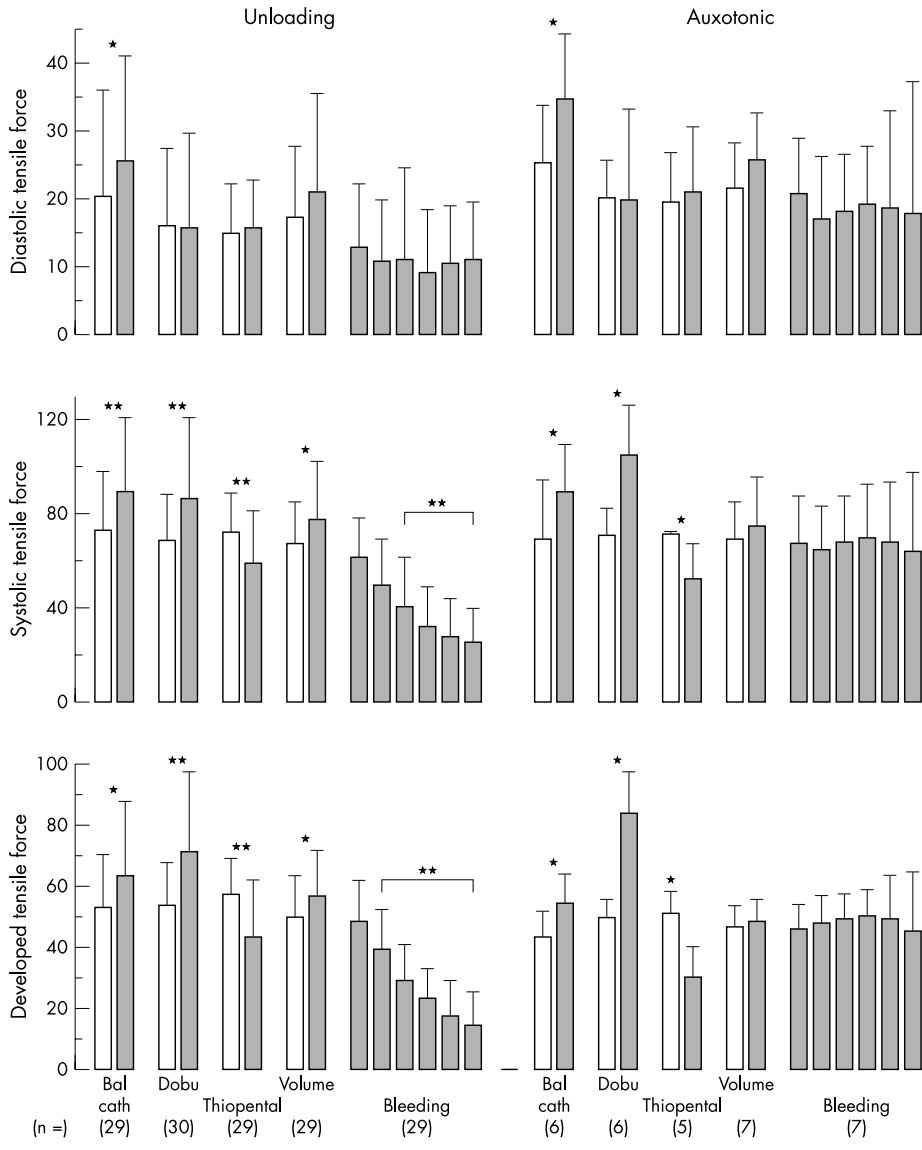 Unloading Auxotonic
★ ★
Diastolic tensile force
40
30
20
10
0
★★ ★★ ★★ ★ ★★ ★ ★ ★
Systolic tensile force
120
80
40
0
★ ★★ ★★ ★ ★★ ★ ★ ★
Developed tensile force
100
80
60
40
20
0
Bal Dobu Volume Bal Dobu Volume
cath Thiopental Bleeding cath Thiopental Bleeding
(n =) (29) (30) (29) (29) (29) (6) (6) (5) (7) (7)